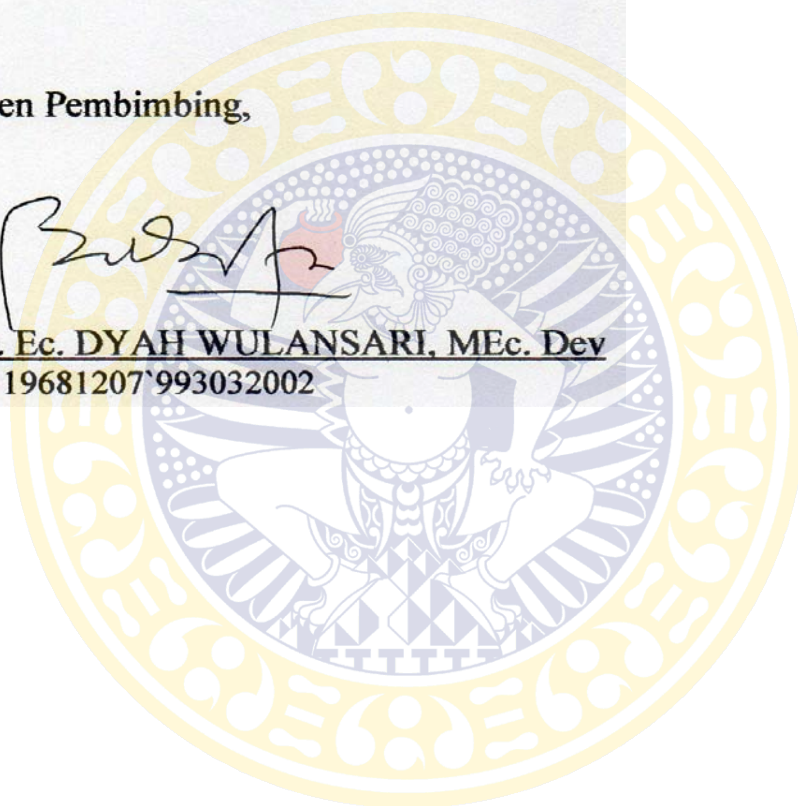 en Pembimbing,
. Ec. DYAH WULANSARI, MEc. Dev
19681207`993032002